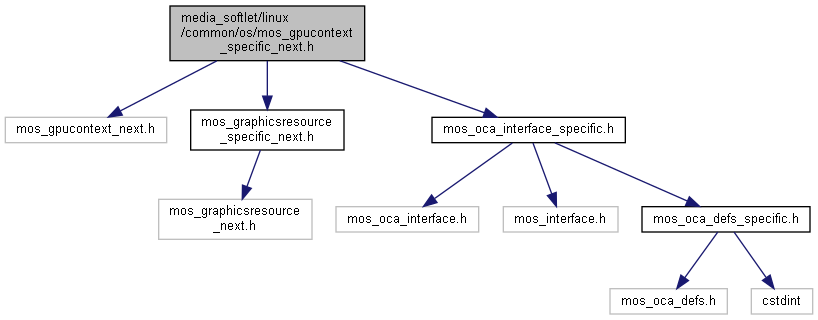 media_softlet/linux
/common/os/mos_gpucontext
_specific_next.h
mos_gpucontext_next.h
mos_graphicsresource
_specific_next.h
mos_oca_interface_specific.h
mos_graphicsresource
_next.h
mos_oca_interface.h
mos_interface.h
mos_oca_defs_specific.h
mos_oca_defs.h
cstdint